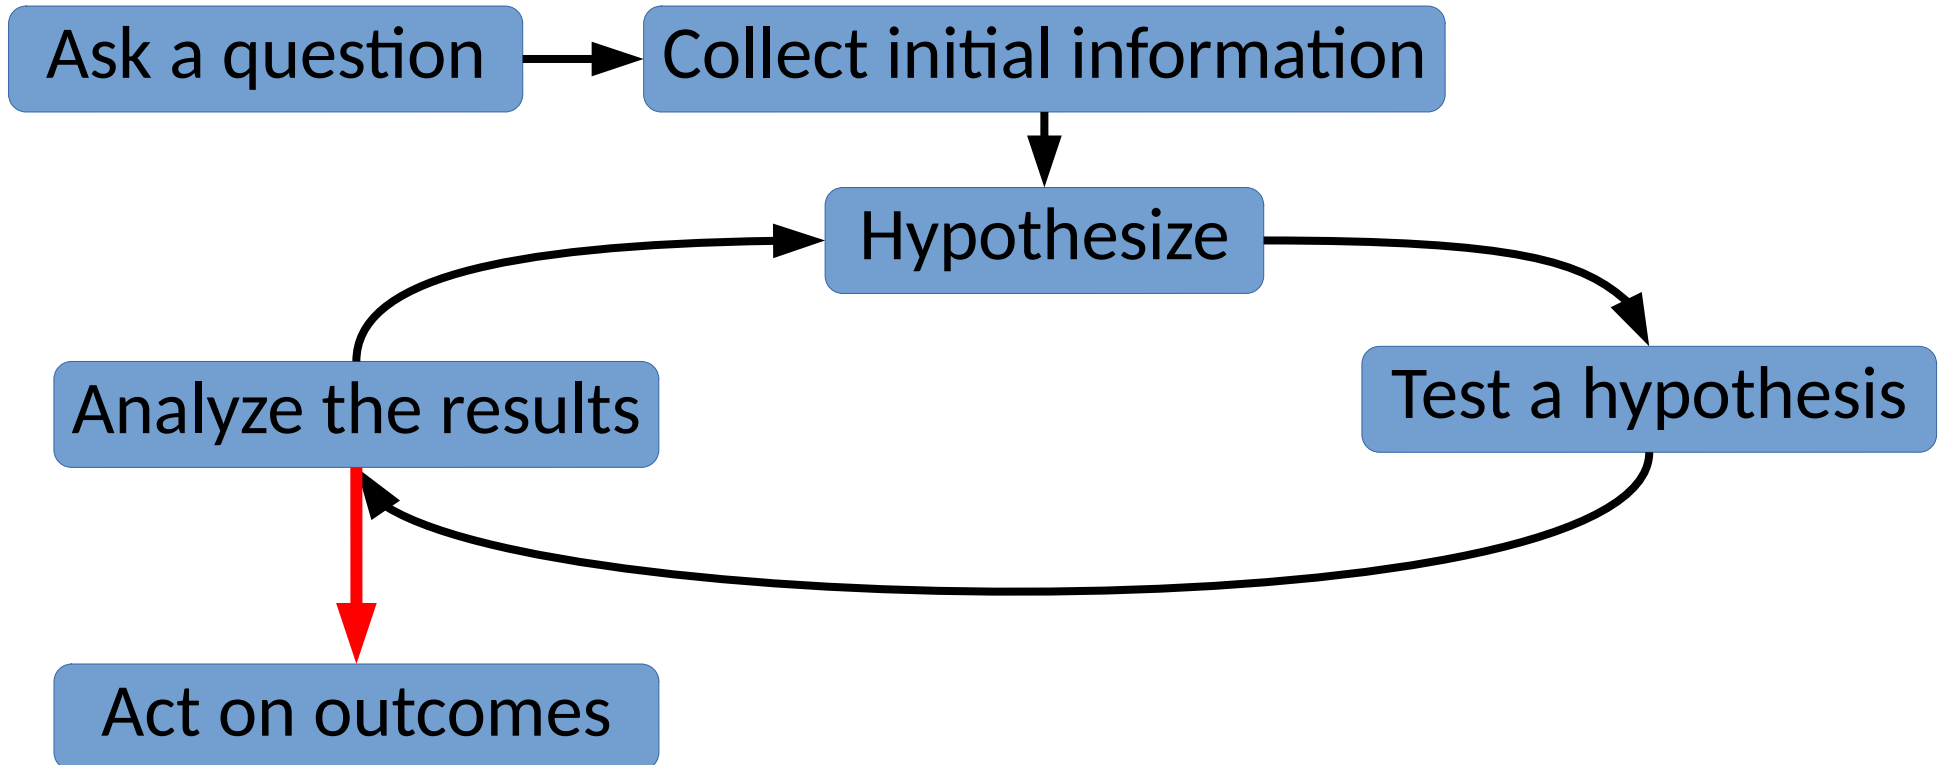 Ask a question
Collect initial information
Hypothesize
Test a hypothesis
Analyze the results
Act on outcomes